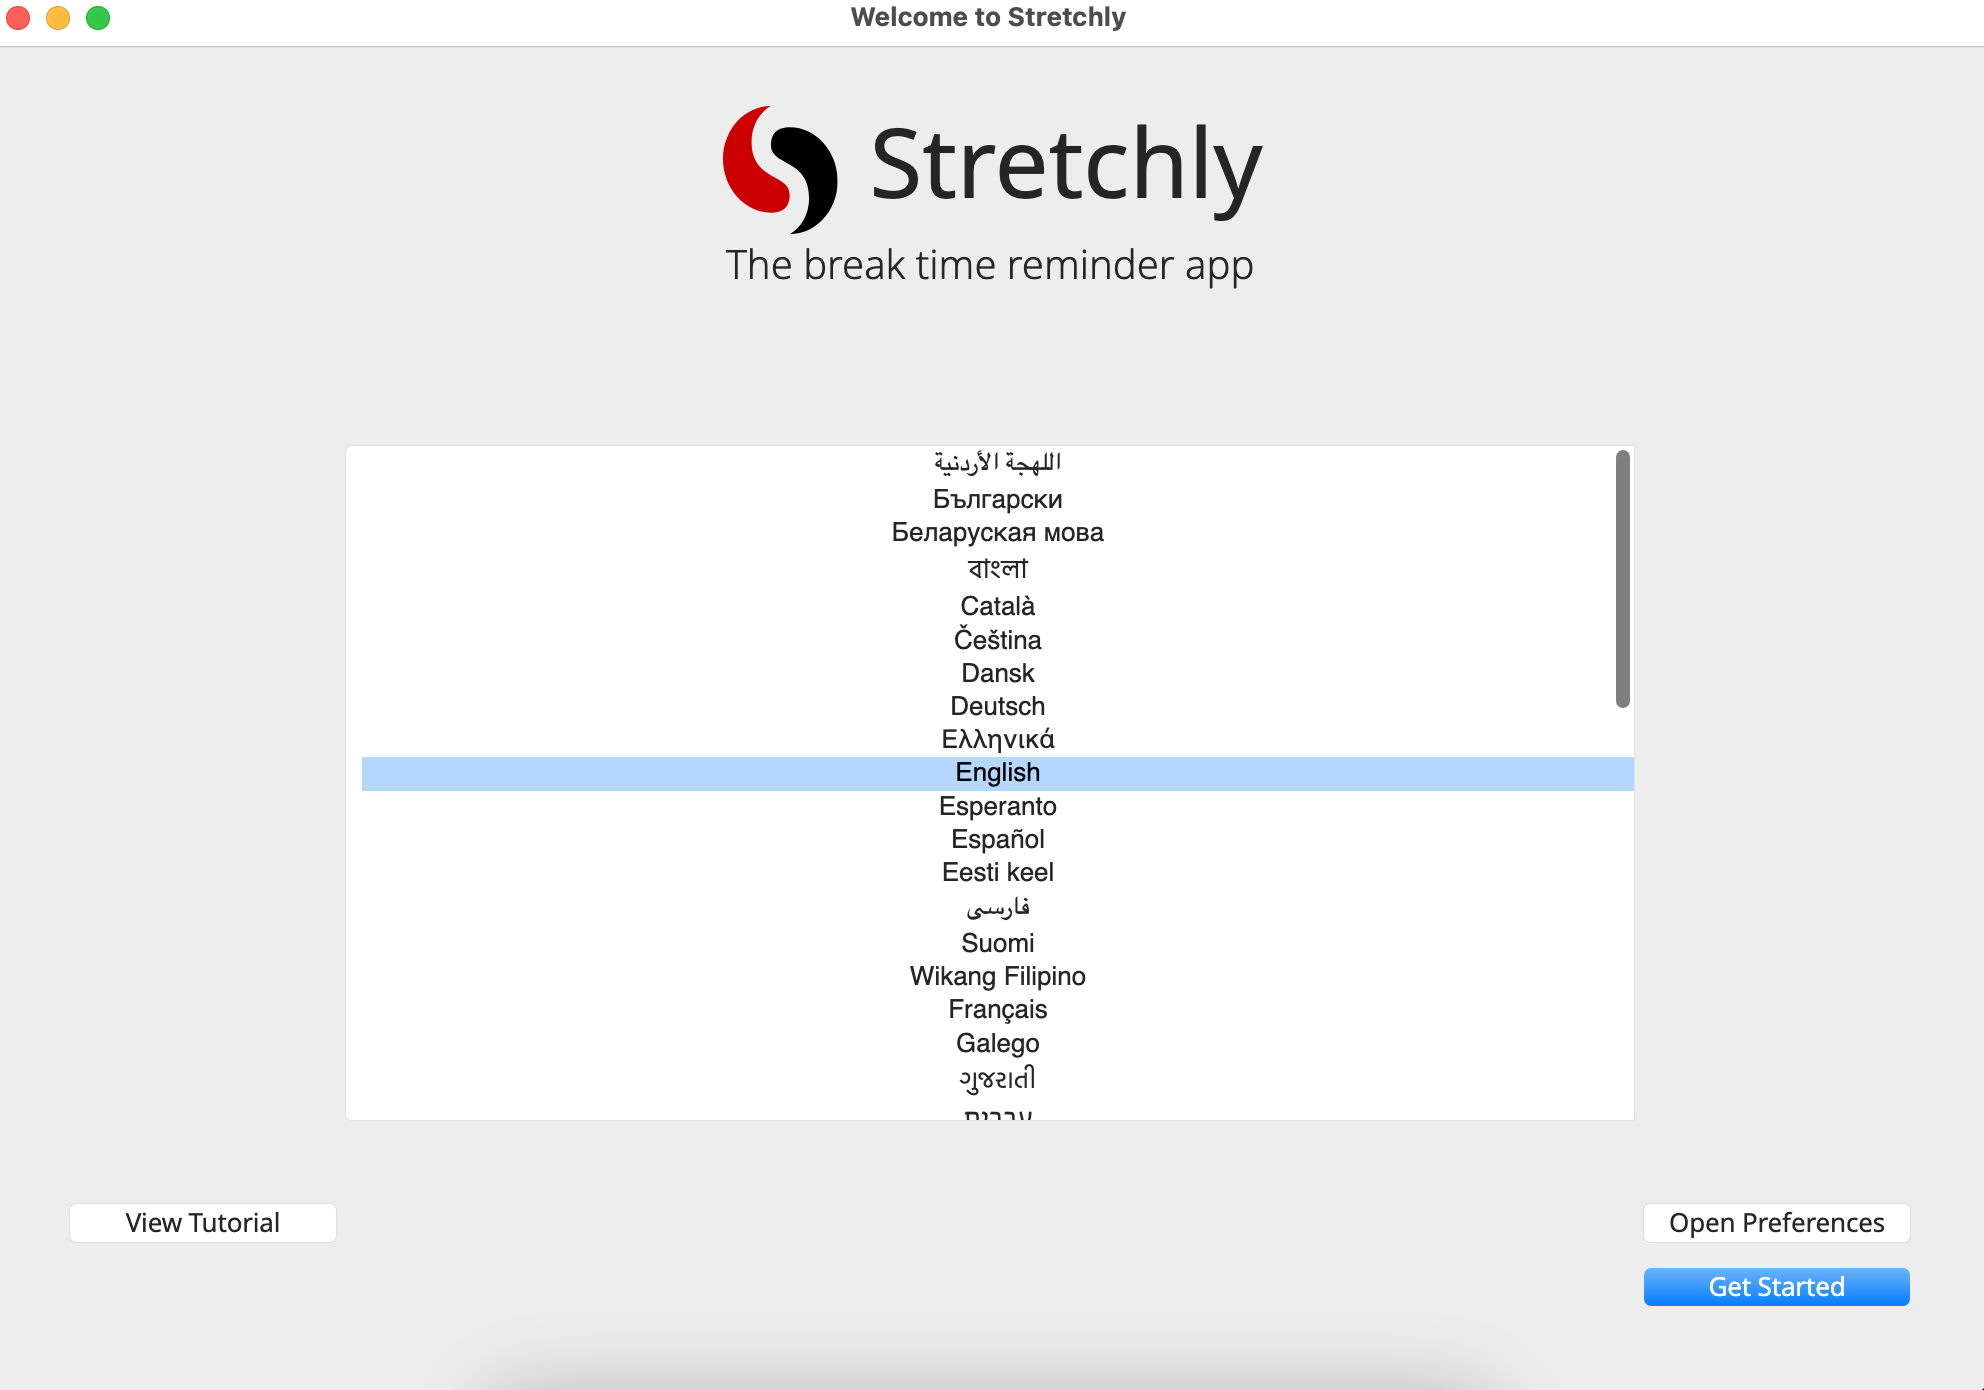 Welcome to Stretchly
Stretchly
The break time reminder app
اللهجة الأردنية
Български
Беларуская мова
বাংলা
Català
Čeština
Dansk
Deutsch
Ελληνικά
English
Esperanto
Español
Eesti keel
فارسی
Suomi
Wikang Filipino
Français
Galego
ગુજરાતી
עברית
View Tutorial
Open Preferences
Get Started